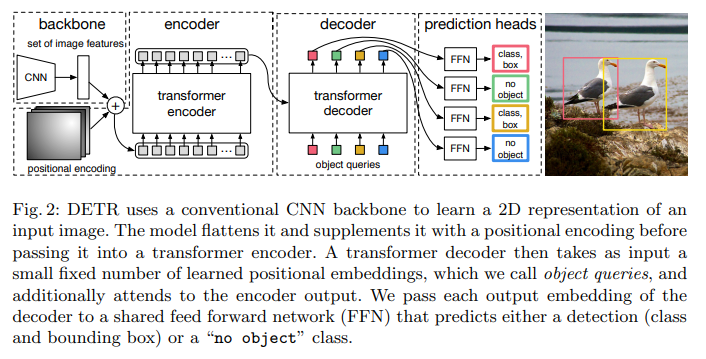 backbone
encoder
decoder
prediction heads
set of image features
CNN
positional encoding
+
transformer
encoder
...
...
transformer
decoder
object queries
FFN
class,
box
FFN
no
object
FFN
class,
box
FFN
no
object
Fig. 2: DETR uses a conventional CNN backbone to learn a 2D representation of an
input image. The model flattens it and supplements it with a positional encoding before
passing it into a transformer encoder. A transformer decoder then takes as input a
small fixed number of learned positional embeddings, which we call object queries, and
additionally attends to the encoder output. We pass each output embedding of the
decoder to a shared feed forward network (FFN) that predicts either a detection (class
and bounding box) or a “no object” class.